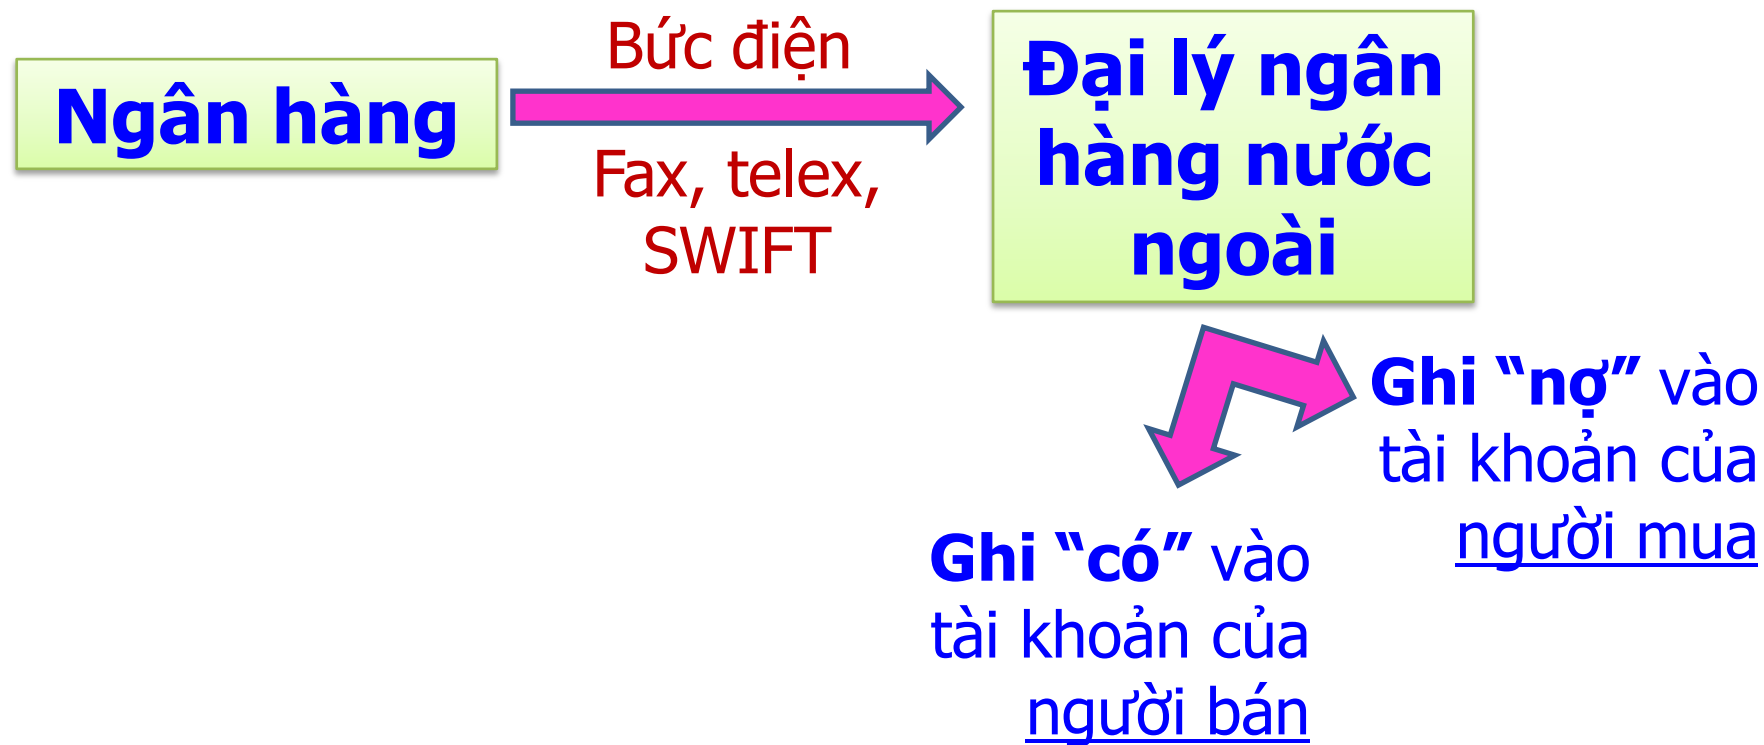 Ngân hàng
Bức điện
Fax, telex,
SWIFT
Đại lý ngân
hàng nước
ngoài
Ghi “nợ” vào
tài khoản của
người mua
Ghi “có” vào
tài khoản của
người bán